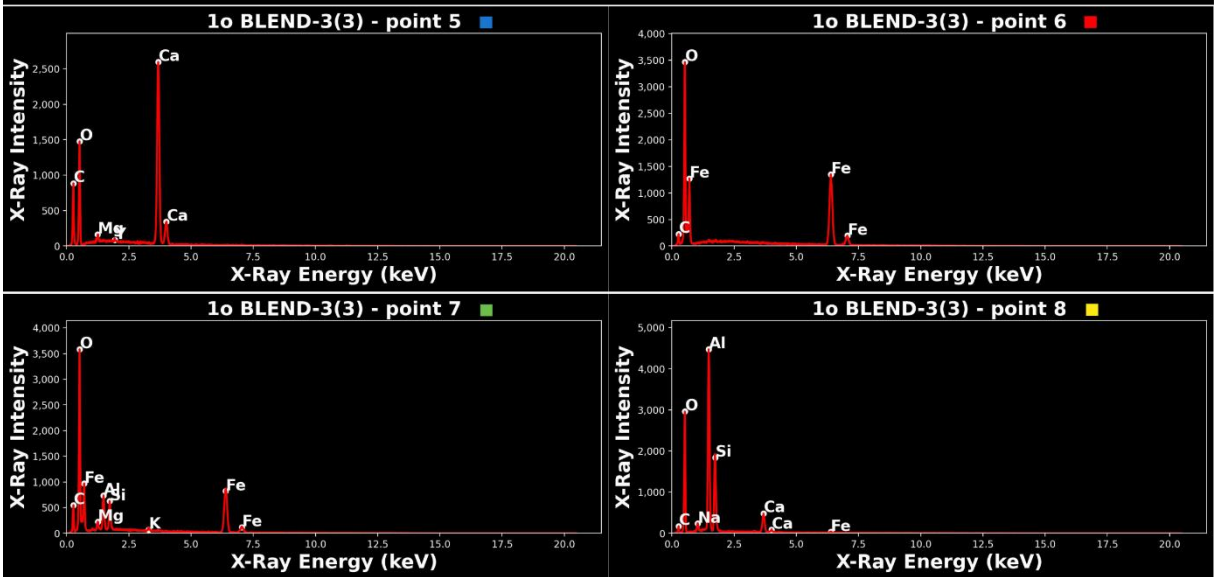 1o BLEND-3(3) - point 5
X-Ray Intensity
2,500
2,000
1,500
1,000
500
0
Ca
O
C
Mg
Y
Ca
0.0 2.5 5.0 7.5 10.0 12.5 15.0 17.5 20.0
X-Ray Energy (keV)
1o BLEND-3(3) - point 6
X-Ray Intensity
4,000
3,500
3,000
2,500
2,000
1,500
1,000
500
0
O
Fe
C
Fe
Fe
0.0 2.5 5.0 7.5 10.0 12.5 15.0 17.5 20.0
X-Ray Energy (keV)
1o BLEND-3(3) - point 7
X-Ray Intensity
4,000
3,500
3,000
2,500
2,000
1,500
1,000
500
0
O
Fe
C
Al
Si
Mg
K
Fe
Fe
0.0 2.5 5.0 7.5 10.0 12.5 15.0 17.5 20.0
X-Ray Energy (keV)
1o BLEND-3(3) - point 8
X-Ray Intensity
5,000
4,000
3,000
2,000
1,000
0
Al
O
Si
C
Na
Ca
Ca
Fe
0.0 2.5 5.0 7.5 10.0 12.5 15.0 17.5 20.0
X-Ray Energy (keV)